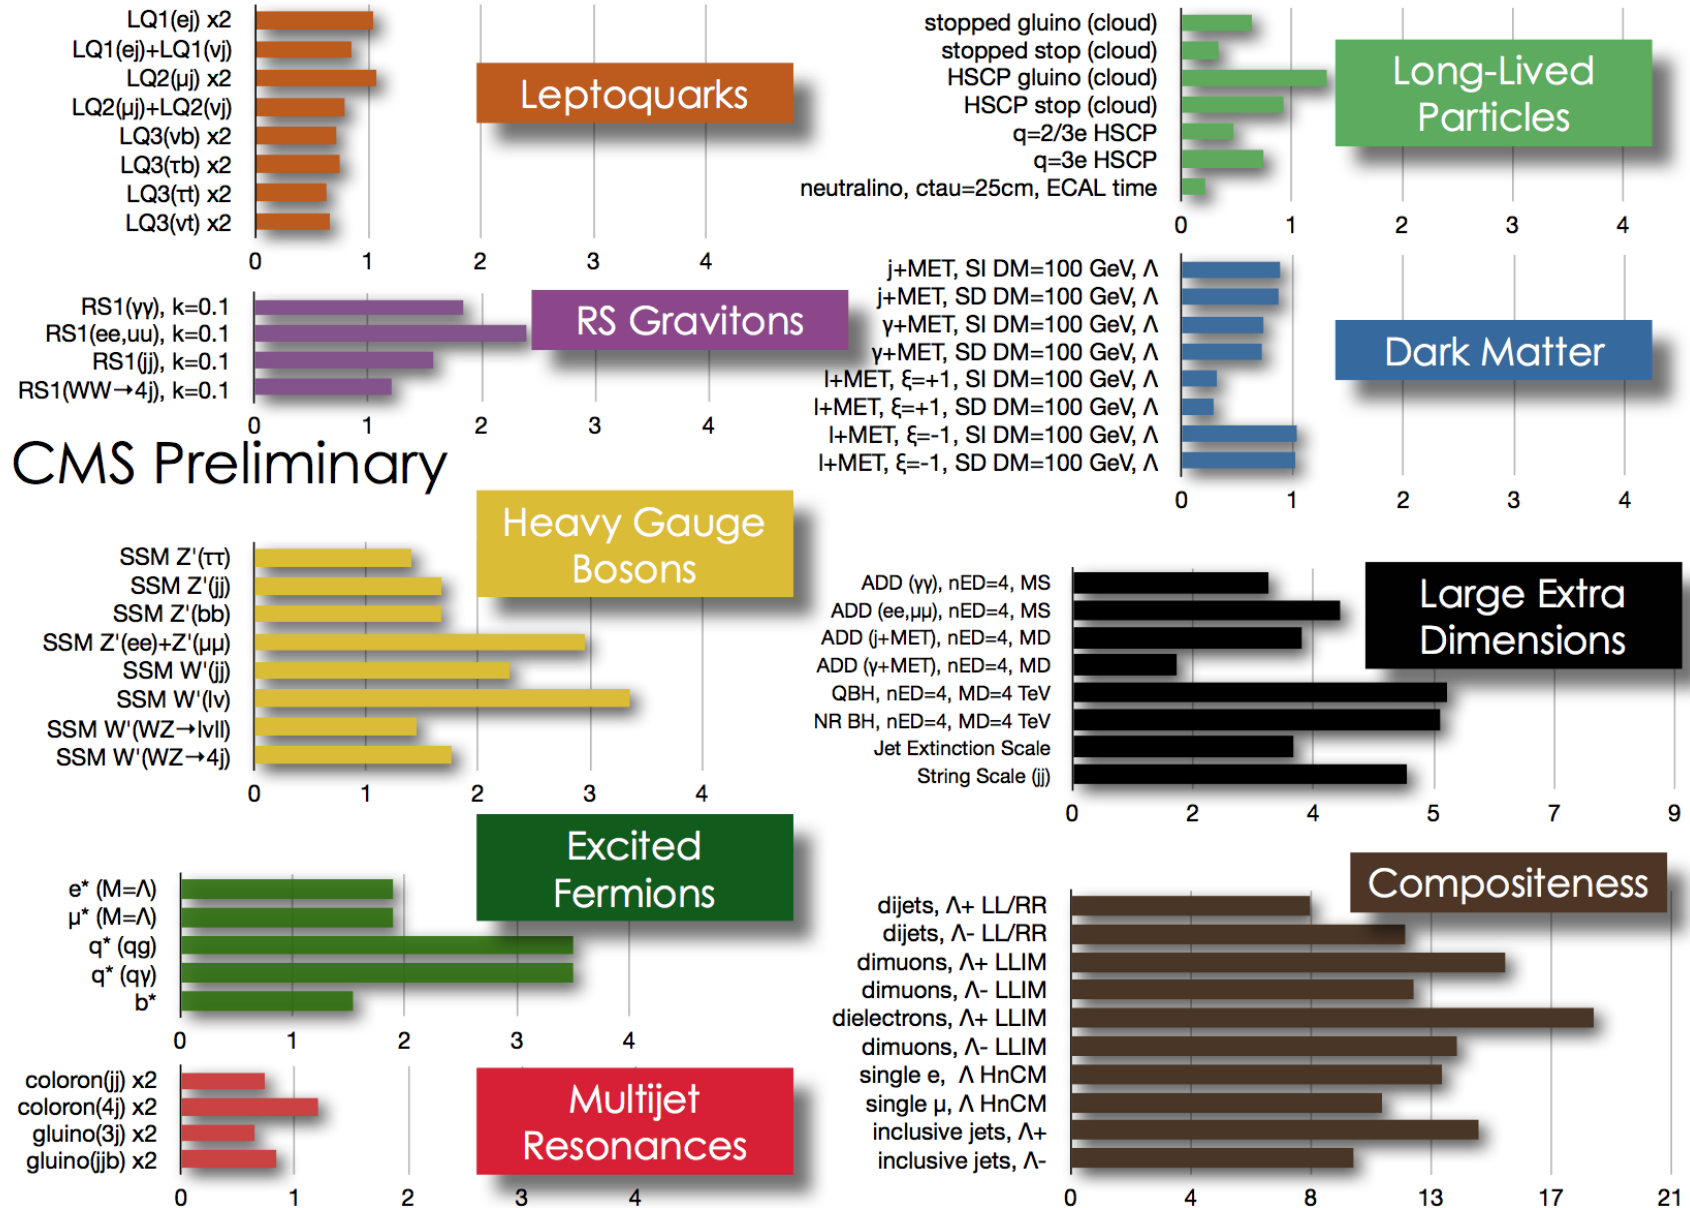 LQ1(ej) x2
LQ1(ej)+LQ1(νj)
LQ2(μj) x2
LQ2(μj)+LQ2(νj)
LQ3(νb) x2
LQ3(τb) x2
LQ3(τt) x2
LQ3(vt) x2
0 1 2 3 4
Leptoquarks
RS1(γγ), k=0.1
RS1(ee,uu), k=0.1
RS1(jj), k=0.1
RS1(WW→4j), k=0.1
0 1 2 3 4
RS Gravitons
CMS Preliminary
Heavy Gauge
Bosons
SSM Z'(ττ)
SSM Z'(jj)
SSM Z'(bb)
SSM Z'(ee)+Z'(μμ)
SSM W'(jj)
SSM W'(lv)
SSM W'(WZ→lvll)
SSM W'(WZ→4j)
0 1 2 3 4
Excited
Fermions
e* (M=Λ)
μ* (M=Λ)
q* (qg)
q* (qγ)
b*
0 1 2 3 4
Multijet
Resonances
coloron(jj) x2
coloron(4j) x2
gluino(3j) x2
gluino(jjb) x2
0 1 2 3 4
stopped gluino (cloud)
stopped stop (cloud)
HSCP gluino (cloud)
HSCP stop (cloud)
q=2/3e HSCP
q=3e HSCP
neutralino, ctau=25cm, ECAL time
0 1 2 3 4
Long-Lived
Particles
j+MET, SI DM=100 GeV, Λ
j+MET, SD DM=100 GeV, Λ
γ+MET, SI DM=100 GeV, Λ
γ+MET, SD DM=100 GeV, Λ
l+MET, ξ=+1, SI DM=100 GeV, Λ
l+MET, ξ=+1, SD DM=100 GeV, Λ
l+MET, ξ=-1, SI DM=100 GeV, Λ
l+MET, ξ=-1, SD DM=100 GeV, Λ
0 1 2 3 4
Dark Matter
ADD (γγ), nED=4, MS
ADD (ee,μμ), nED=4, MS
ADD (j+MET), nED=4, MD
ADD (γ+MET), nED=4, MD
QBH, nED=4, MD=4 TeV
NR BH, nED=4, MD=4 TeV
Jet Extinction Scale
String Scale (jj)
0 2 4 5 7 9
Large Extra
Dimensions
Compositeness
dijets, Λ+ LL/RR
dijets, Λ- LL/RR
dimuons, Λ+ LLIM
dimuons, Λ- LLIM
dielectrons, Λ+ LLIM
dimuons, Λ- LLIM
single e, Λ HnCM
single μ, Λ HnCM
inclusive jets, Λ+
inclusive jets, Λ-
0 4 8 13 17 21